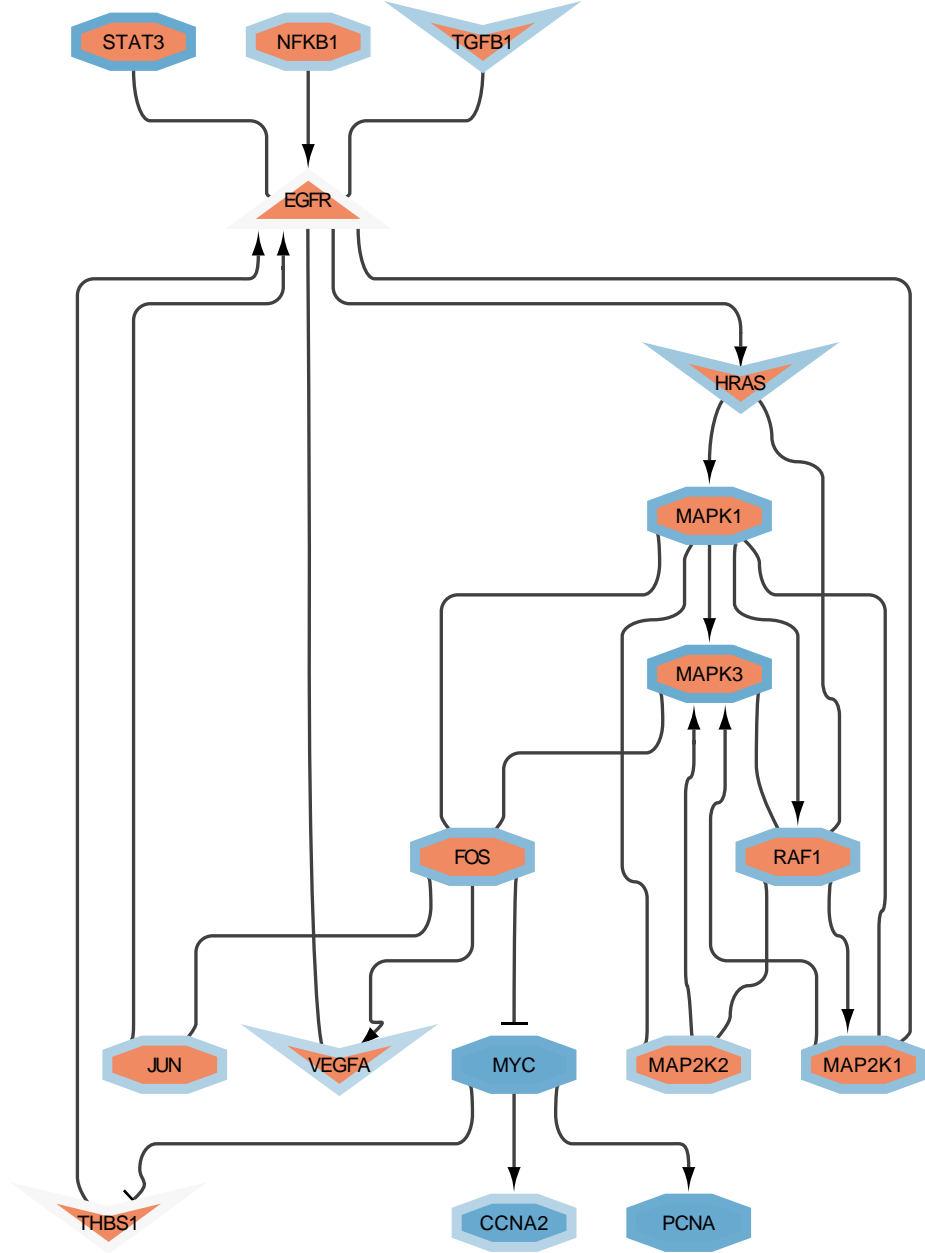 STAT3
NFKB1
TGFB1
EGFR
HRAS
MAPK1
MAPK3
FOS
RAF1
JUN
VEGFA
MYC
MAP2K2
MAP2K1
THBS1
CCNA2
PCNA